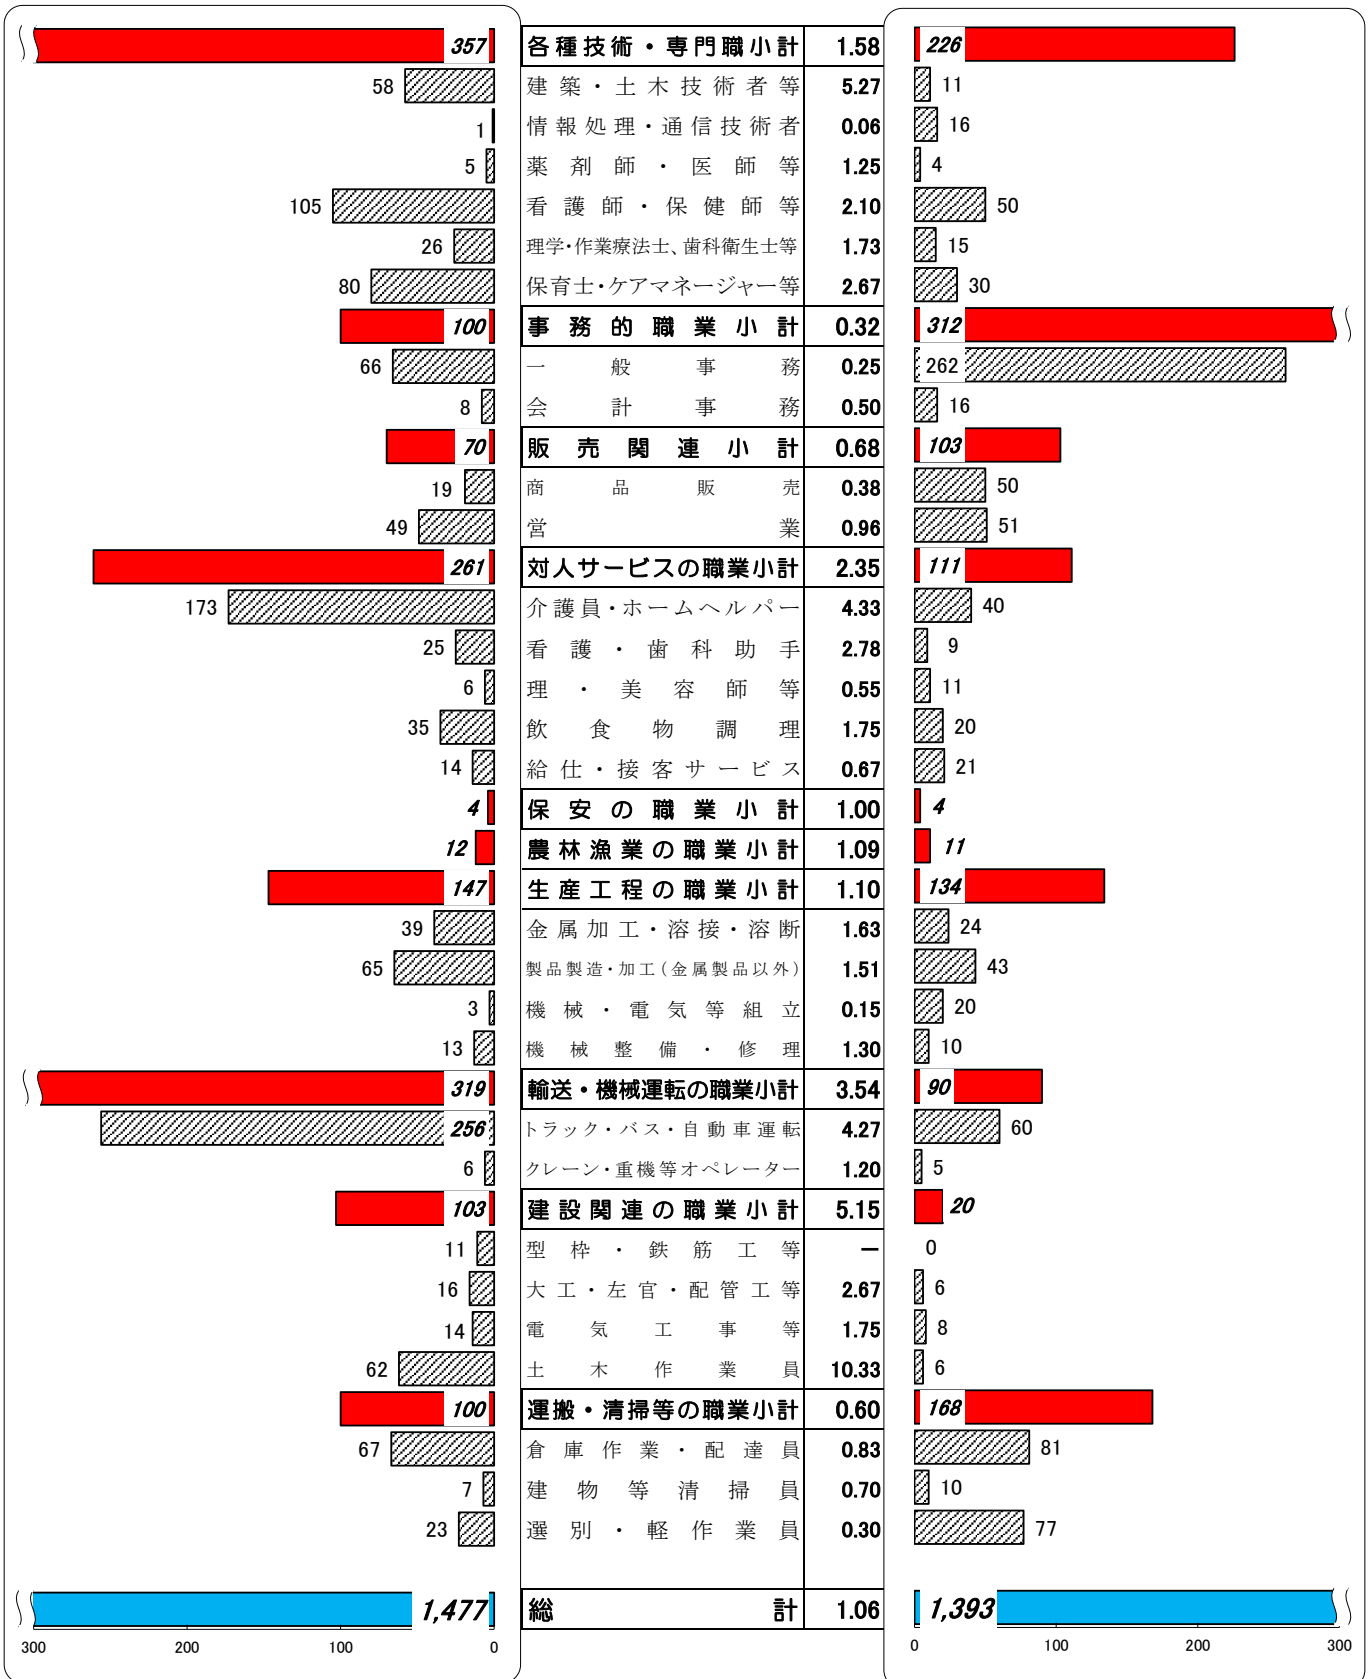 357 各種技術・専門職小計 1.58 226
58 建築・土木技術者等 5.27 11
1 情報処理・通信技術者 0.06 16
5 薬剤師・医師等 1.25 4
105 看護師・保健師等 2.10 50
26 理学・作業療法士、歯科衛生士等 1.73 15
80 保育士・ケアマネージャー等 2.67 30
100 事務的職業小計 0.32 312
66 一般事務 0.25 262
8 会計事務 0.50 16
70 販売関連小計 0.68 103
19 商品販売 0.38 50
49 営業 0.96 51
261 対人サービスの職業小計 2.35 111
173 介護員・ホームヘルパー 4.33 40
25 看護・歯科助手 2.78 9
6 理・美容師等 0.55 11
35 飲食物調理 1.75 20
14 給仕・接客サービス 0.67 21
4 保安の職業小計 1.00 4
12 農林漁業の職業小計 1.09 11
147 生産工程の職業小計 1.10 134
39 金属加工・溶接・溶断 1.63 24
65 製品製造・加工(金属製品以外) 1.51 43
3 機械・電気等組立 0.15 20
13 機械整備・修理 1.30 10
319 輸送・機械運転の職業小計 3.54 90
256 トラック・バス・自動車運転 4.27 60
6 クレーン・重機等オペレーター 1.20 5
103 建設関連の職業小計 5.15 20
11 型枠・鉄筋工等 ― 0
16 大工・左官・配管工等 2.67 6
14 電気工事等 1.75 8
62 土木作業員 10.33 6
100 運搬・清掃等の職業小計 0.60 168
67 倉庫作業・配達員 0.83 81
7 建物等清掃員 0.70 10
23 選別・軽作業員 0.30 77
1,477 総計 1.06 1,393
300 200 100 0 0 100 200 300